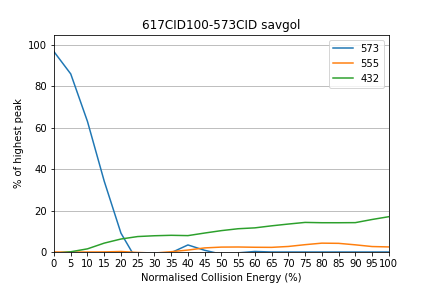 617CID100-573CID savgol
% of highest peak
100
80
60
40
20
0
573
555
432
0 5 10 15 20 25 30 35 40 45 50 55 60 65 70 75 80 85 90 95 100
Normalised Collision Energy (%)